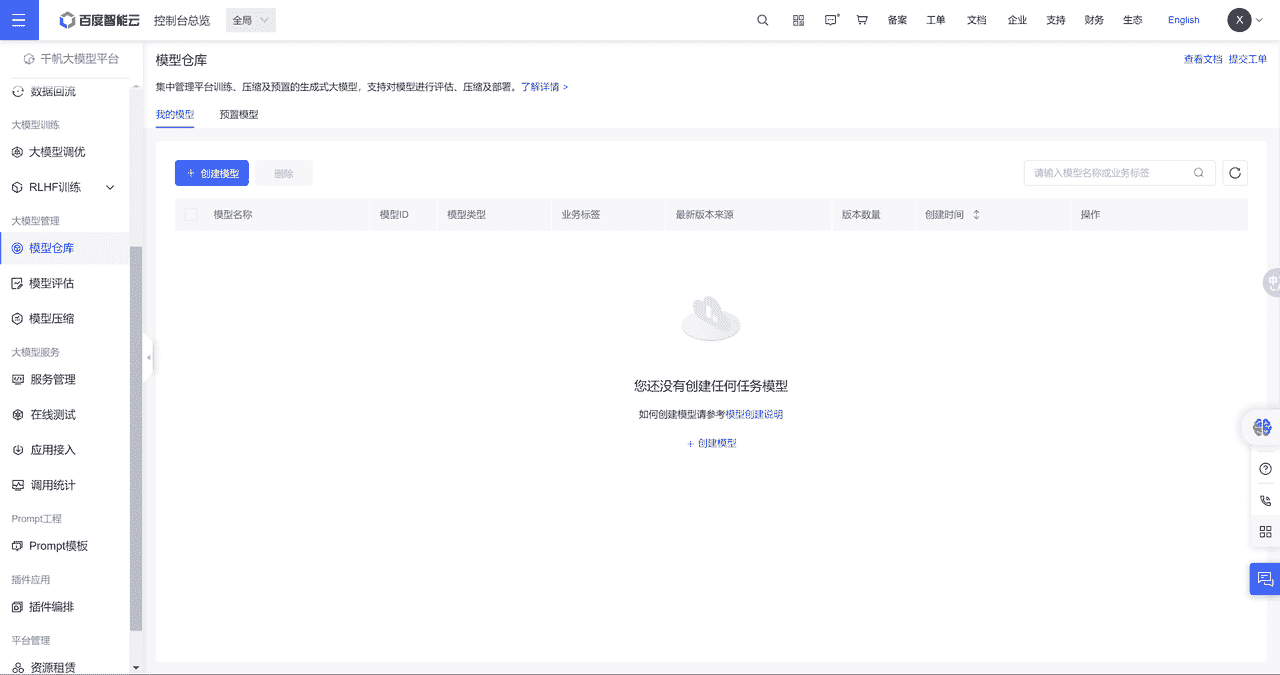 百度智能云 控制台总览 全局 备案 工单 文档 企业 支持 财务 生态 English X
千帆大模型平台
数据回流
大模型训练
大模型调优
RLHF训练
大模型管理
模型仓库
模型评估
模型压缩
大模型服务
服务管理
在线测试
应用接入
调用统计
Prompt工程
Prompt模板
插件应用
插件编排
平台管理
资源租赁
模型仓库 查看文档 提交工单
集中管理平台训练、压缩及预置的生成式大模型，支持对模型进行评估、压缩及部署。了解详情 >
我的模型 预置模型
+ 创建模型 删除 请输入模型名称或业务标签
模型名称 模型ID 模型类型 业务标签 最新版本来源 版本数量 创建时间 操作
您还没有创建任何任务模型
如何创建模型请参考模型创建说明
+ 创建模型